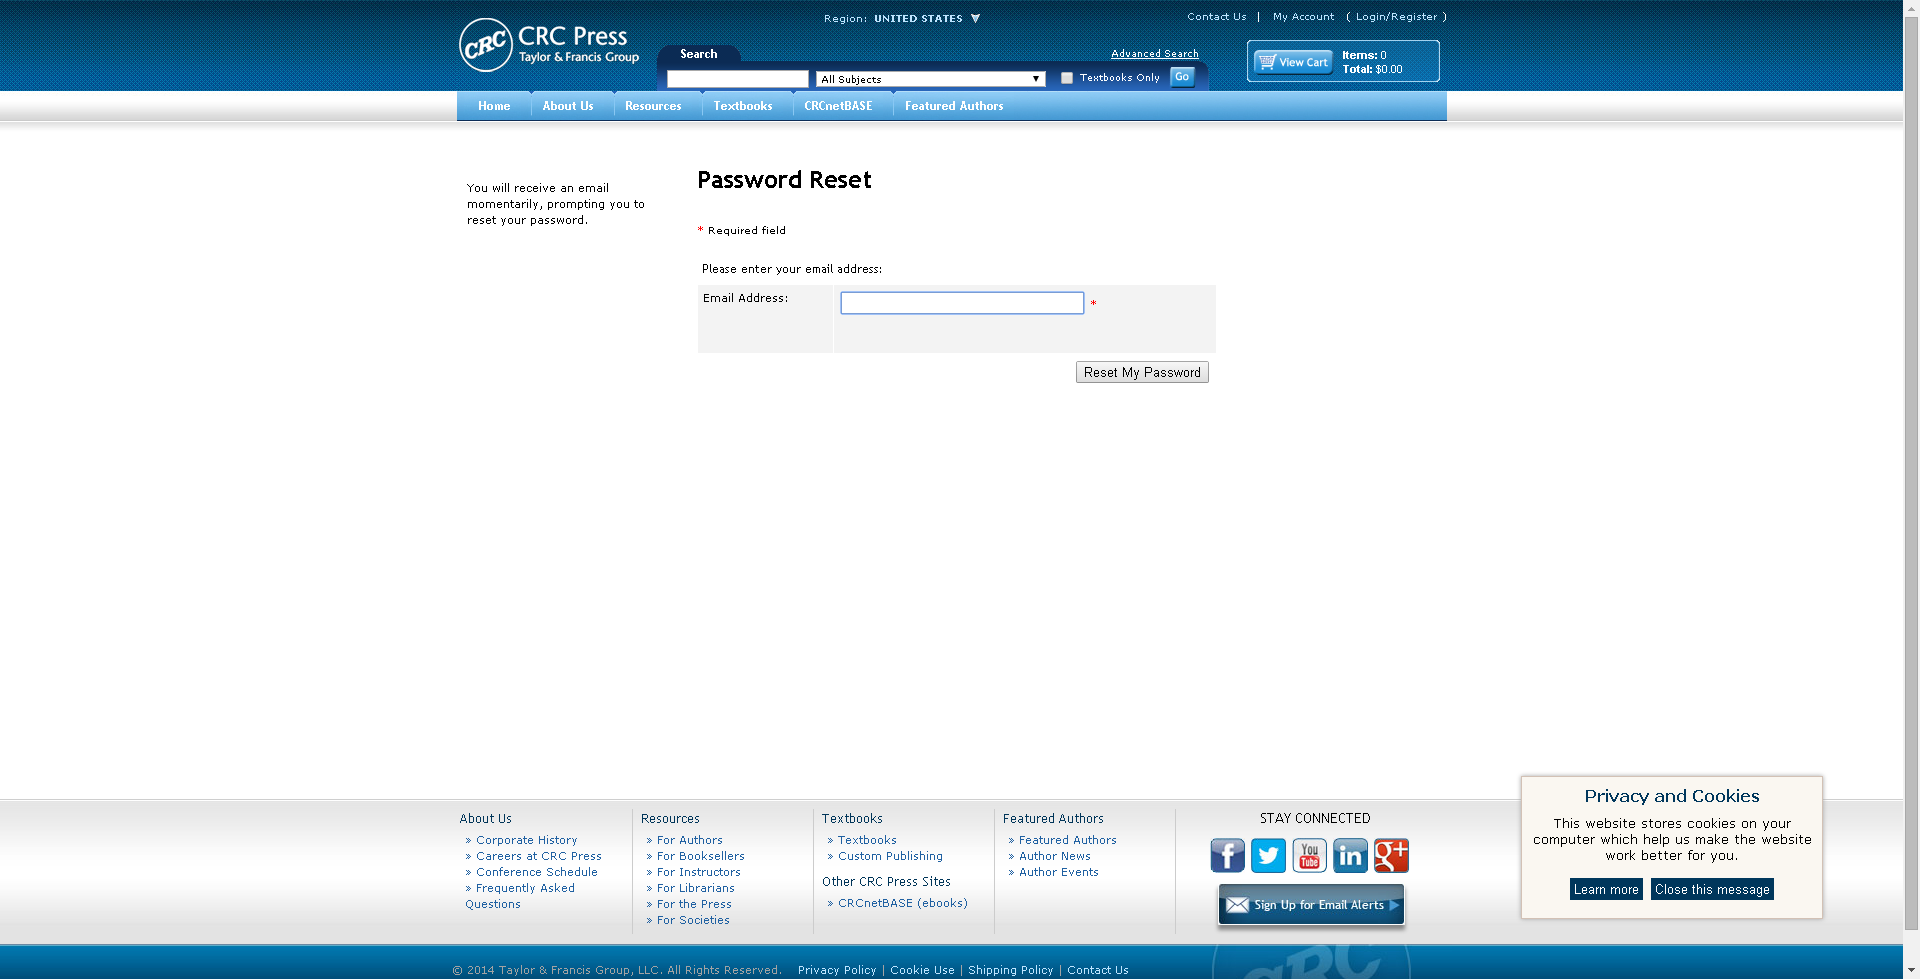 Region: UNITED STATES
Contact Us | My Account ( Login/Register )
CRC
CRC Press
Taylor & Francis Group
Search
Advanced Search
All Subjects
Textbooks Only
Go
View Cart
Items: 0
Total: $0.00
Home
About Us
Resources
Textbooks
CRCnetBASE
Featured Authors
You will receive an email
momentarily, prompting you to
reset your password.
Password Reset
* Required field
Please enter your email address:
Email Address:
*
Reset My Password
About Us
» Corporate History
» Careers at CRC Press
» Conference Schedule
» Frequently Asked
Questions
Resources
» For Authors
» For Booksellers
» For Instructors
» For Librarians
» For the Press
» For Societies
Textbooks
» Textbooks
» Custom Publishing
Other CRC Press Sites
» CRCnetBASE (ebooks)
Featured Authors
» Featured Authors
» Author News
» Author Events
STAY CONNECTED
f
You
Tube
in
g+
Sign Up for Email Alerts
Privacy and Cookies
This website stores cookies on your
computer which help us make the website
work better for you.
Learn more
Close this message
© 2014 Taylor & Francis Group, LLC. All Rights Reserved.
Privacy Policy | Cookie Use | Shipping Policy | Contact Us
CRC